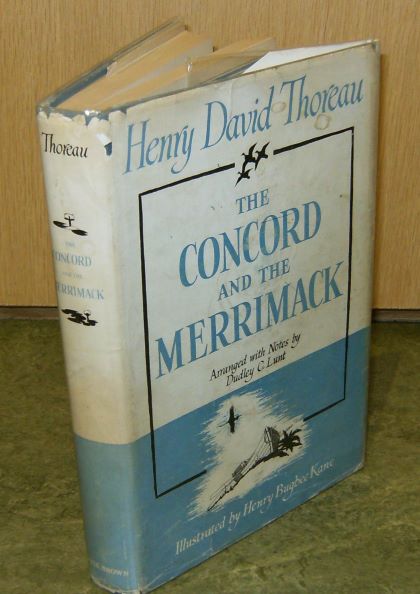 Thoreau
THE
CONCORD
AND THE
MERRIMACK
BROWN
Henry David Thoreau
THE
CONCORD
AND THE
MERRIMACK
Arranged with Notes by
Dudley C. Lunt
Illustrated by Henry Bugbee Kane